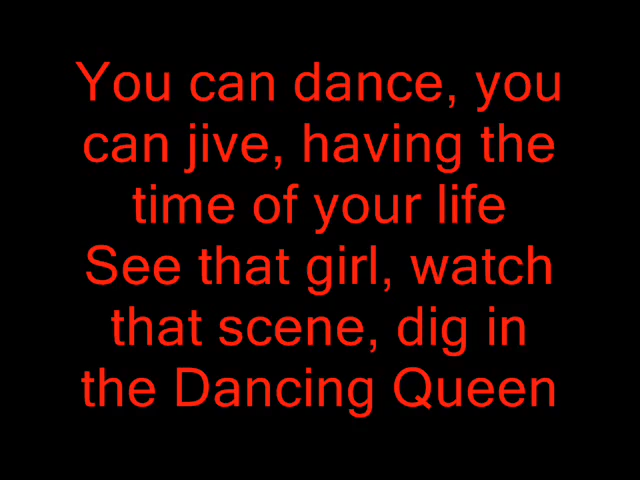 You can dance, you
can jive, having the
time of your life
See that girl, watch
that scene, dig in
the Dancing Queen